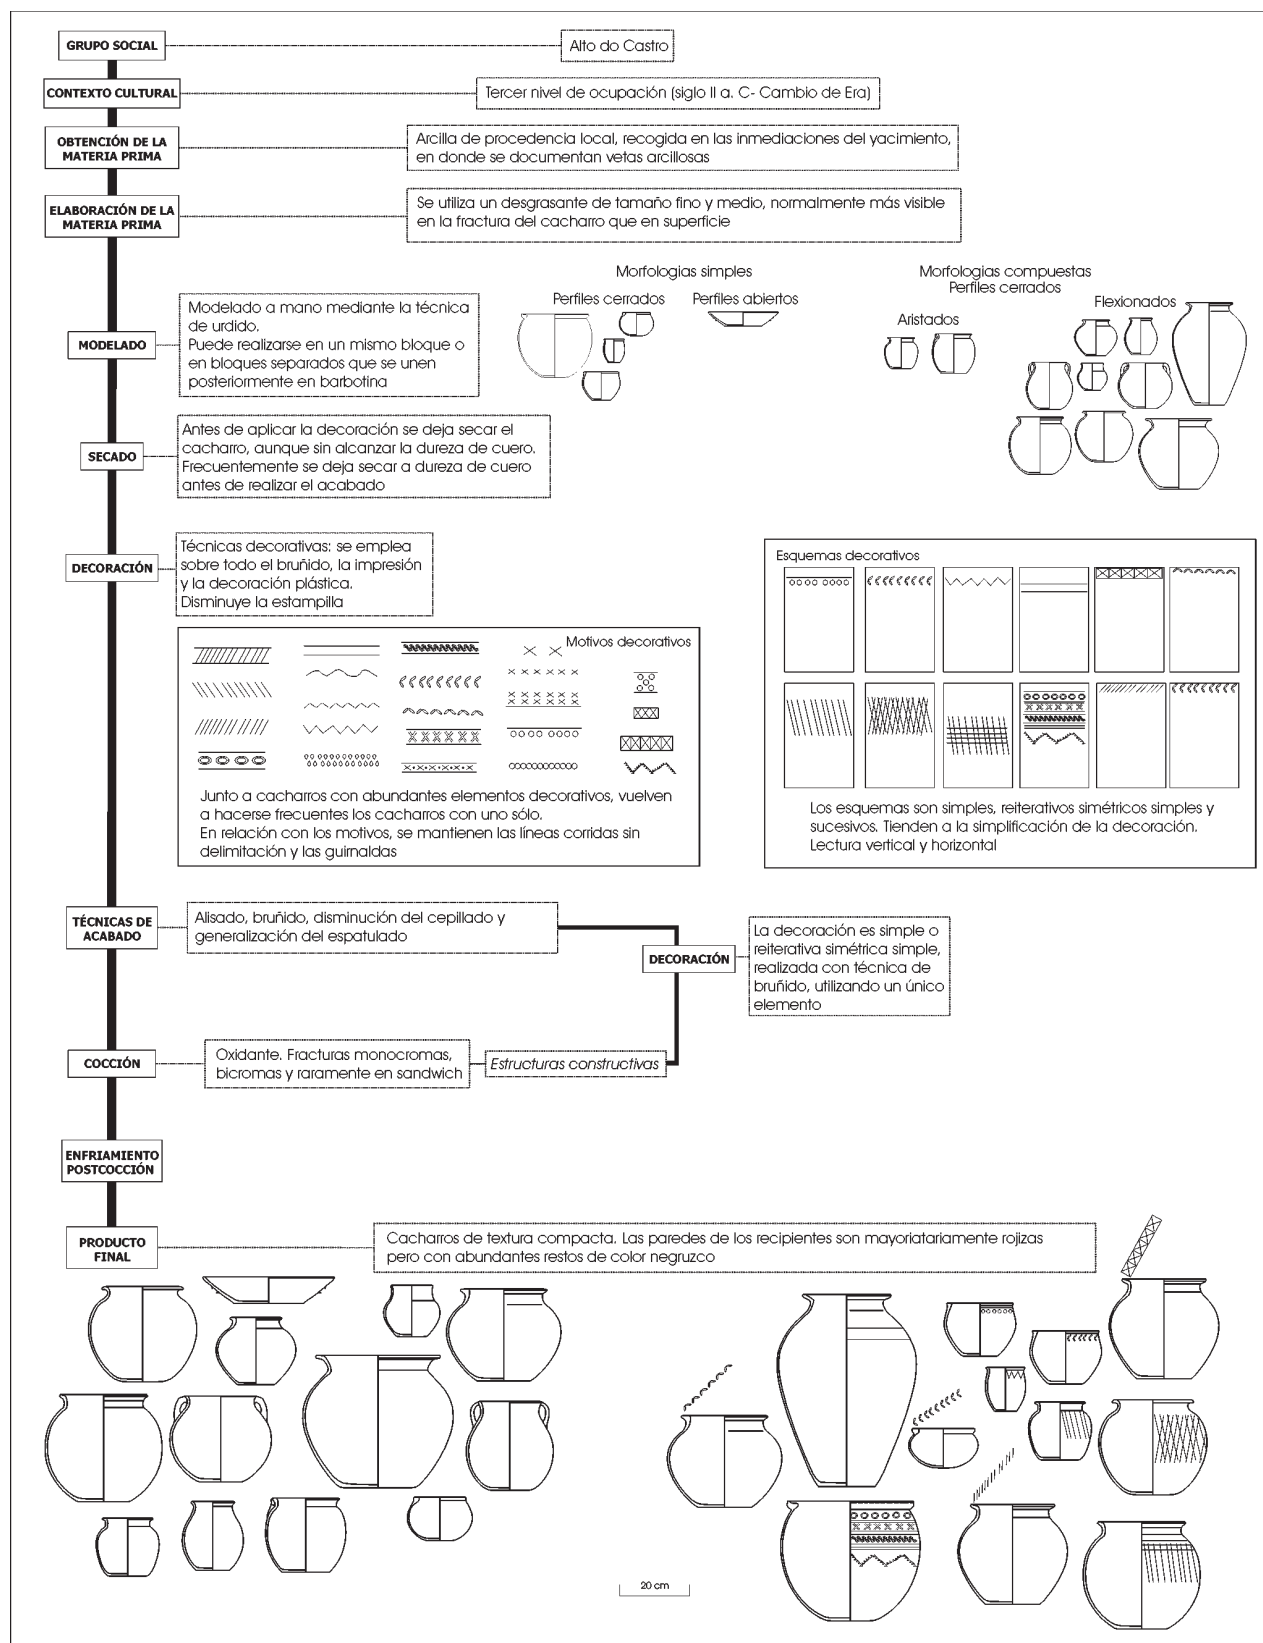 GRUPO SOCIAL
Alto do Castro
CONTEXTO CULTURAL
Tercer nivel de ocupación (siglo II a. C- Cambio de Era)
OBTENCIÓN DE LA
MATERIA PRIMA
Arcilla de procedencia local, recogida en las inmediaciones del yacimiento,
en donde se documentan vetas arcillosas
ELABORACIÓN DE LA
MATERIA PRIMA
Se utiliza un desgrasante de tamaño fino y medio, normalmente más visible
en la fractura del cacharro que en superficie
MODELADO
Modelado a mano mediante la técnica
de urdido.
Puede realizarse en un mismo bloque o
en bloques separados que se unen
posteriormente en barbotina
Morfologias simples
Perfiles cerrados
Perfiles abiertos
Morfologias compuestas
Perfiles cerrados
Aristados
Flexionados
SECADO
Antes de aplicar la decoración se deja secar el
cacharro, aunque sin alcanzar la dureza de cuero.
Frecuentemente se deja secar a dureza de cuero
antes de realizar el acabado
DECORACIÓN
Técnicas decorativas: se emplea
sobre todo el bruñido, la impresión
y la decoración plástica.
Disminuye la estampilla
Motivos decorativos
Junto a cacharros con abundantes elementos decorativos, vuelven
a hacerse frecuentes los cacharros con uno sólo.
En relación con los motivos, se mantienen las líneas corridas sin
delimitación y las guirnaldas
Esquemas decorativos
Los esquemas son simples, reiterativos simétricos simples y
sucesivos. Tienden a la simplificación de la decoración.
Lectura vertical y horizontal
TÉCNICAS DE
ACABADO
Alisado, bruñido, disminución del cepillado y
generalización del espatulado
DECORACIÓN
La decoración es simple o
reiterativa simétrica simple,
realizada con técnica de
bruñido, utilizando un único
elemento
COCCIÓN
Oxidante. Fracturas monocromas,
bicromas y raramente en sandwich
Estructuras constructivas
ENFRIAMIENTO
POSTCOCCIÓN
PRODUCTO
FINAL
Cacharros de textura compacta. Las paredes de los recipientes son mayoriatariamente rojizas
pero con abundantes restos de color negruzco
20 cm